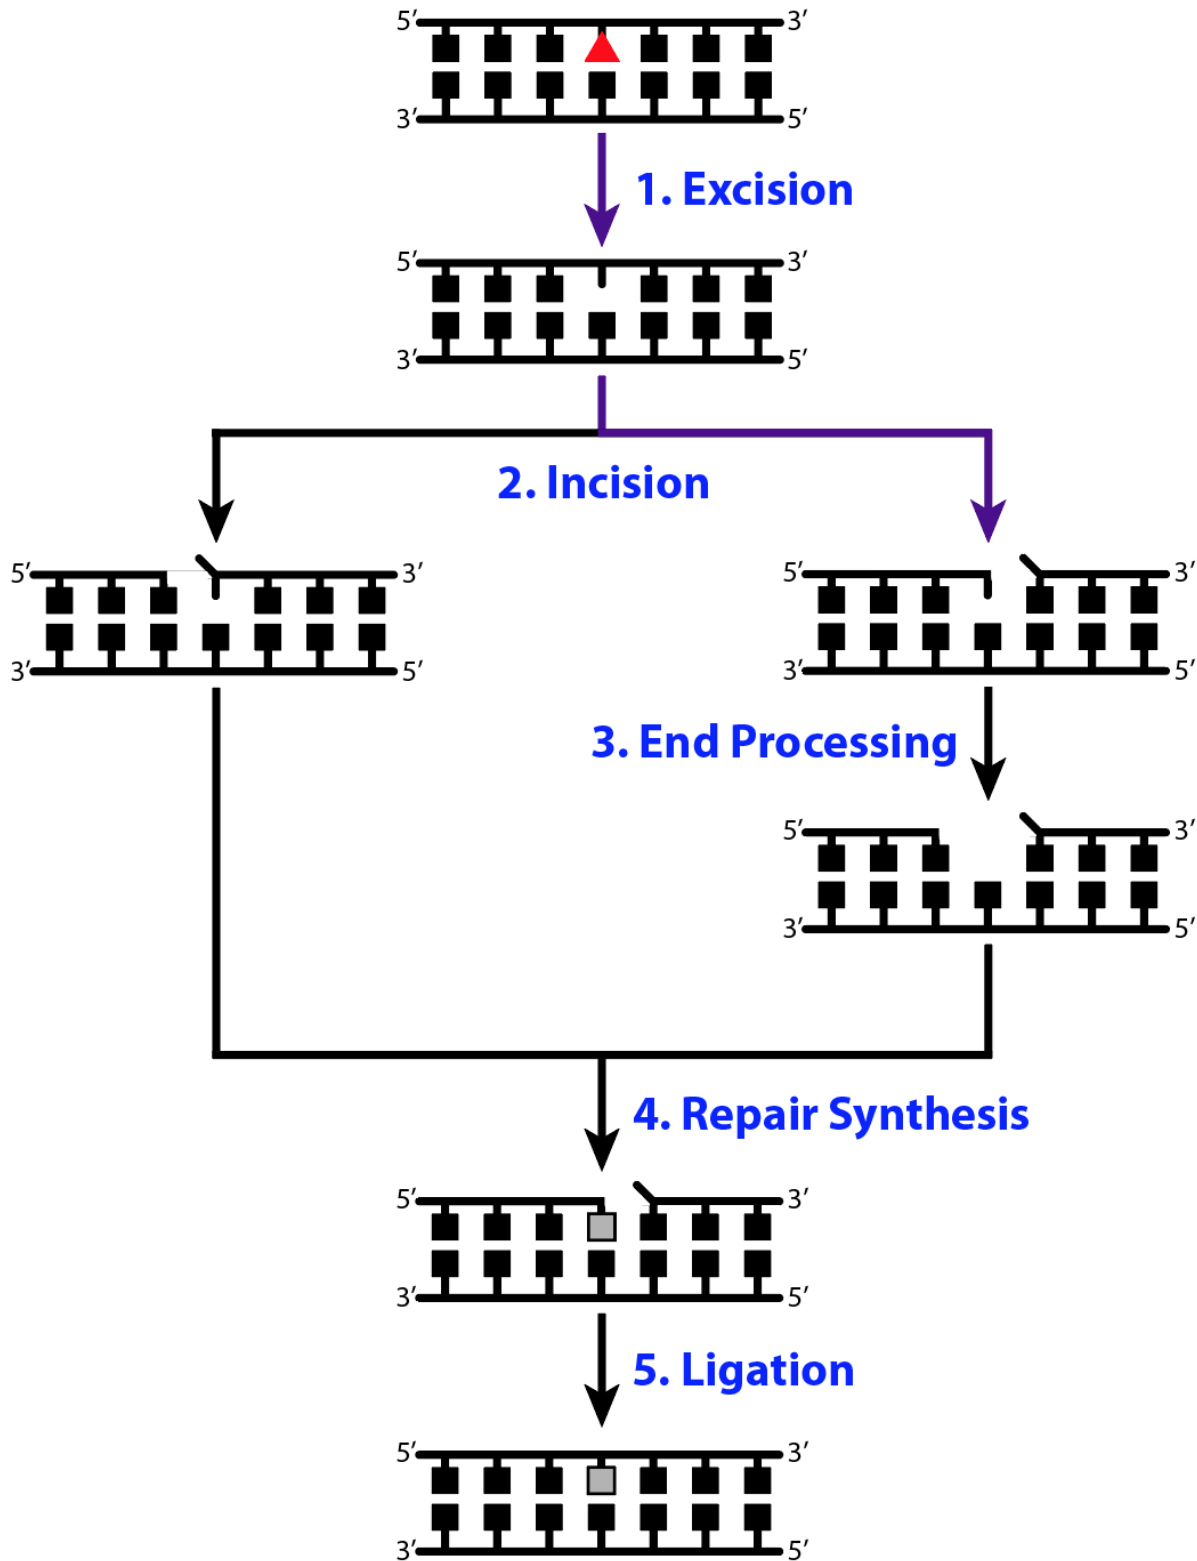 5′ 3′
3′ 5′
1. Excision
5′ 3′
3′ 5′
2. Incision
5′ 3′
3′ 5′
5′ 3′
3′ 5′
3. End Processing
5′ 3′
3′ 5′
4. Repair Synthesis
5′ 3′
3′ 5′
5. Ligation
5′ 3′
3′ 5′